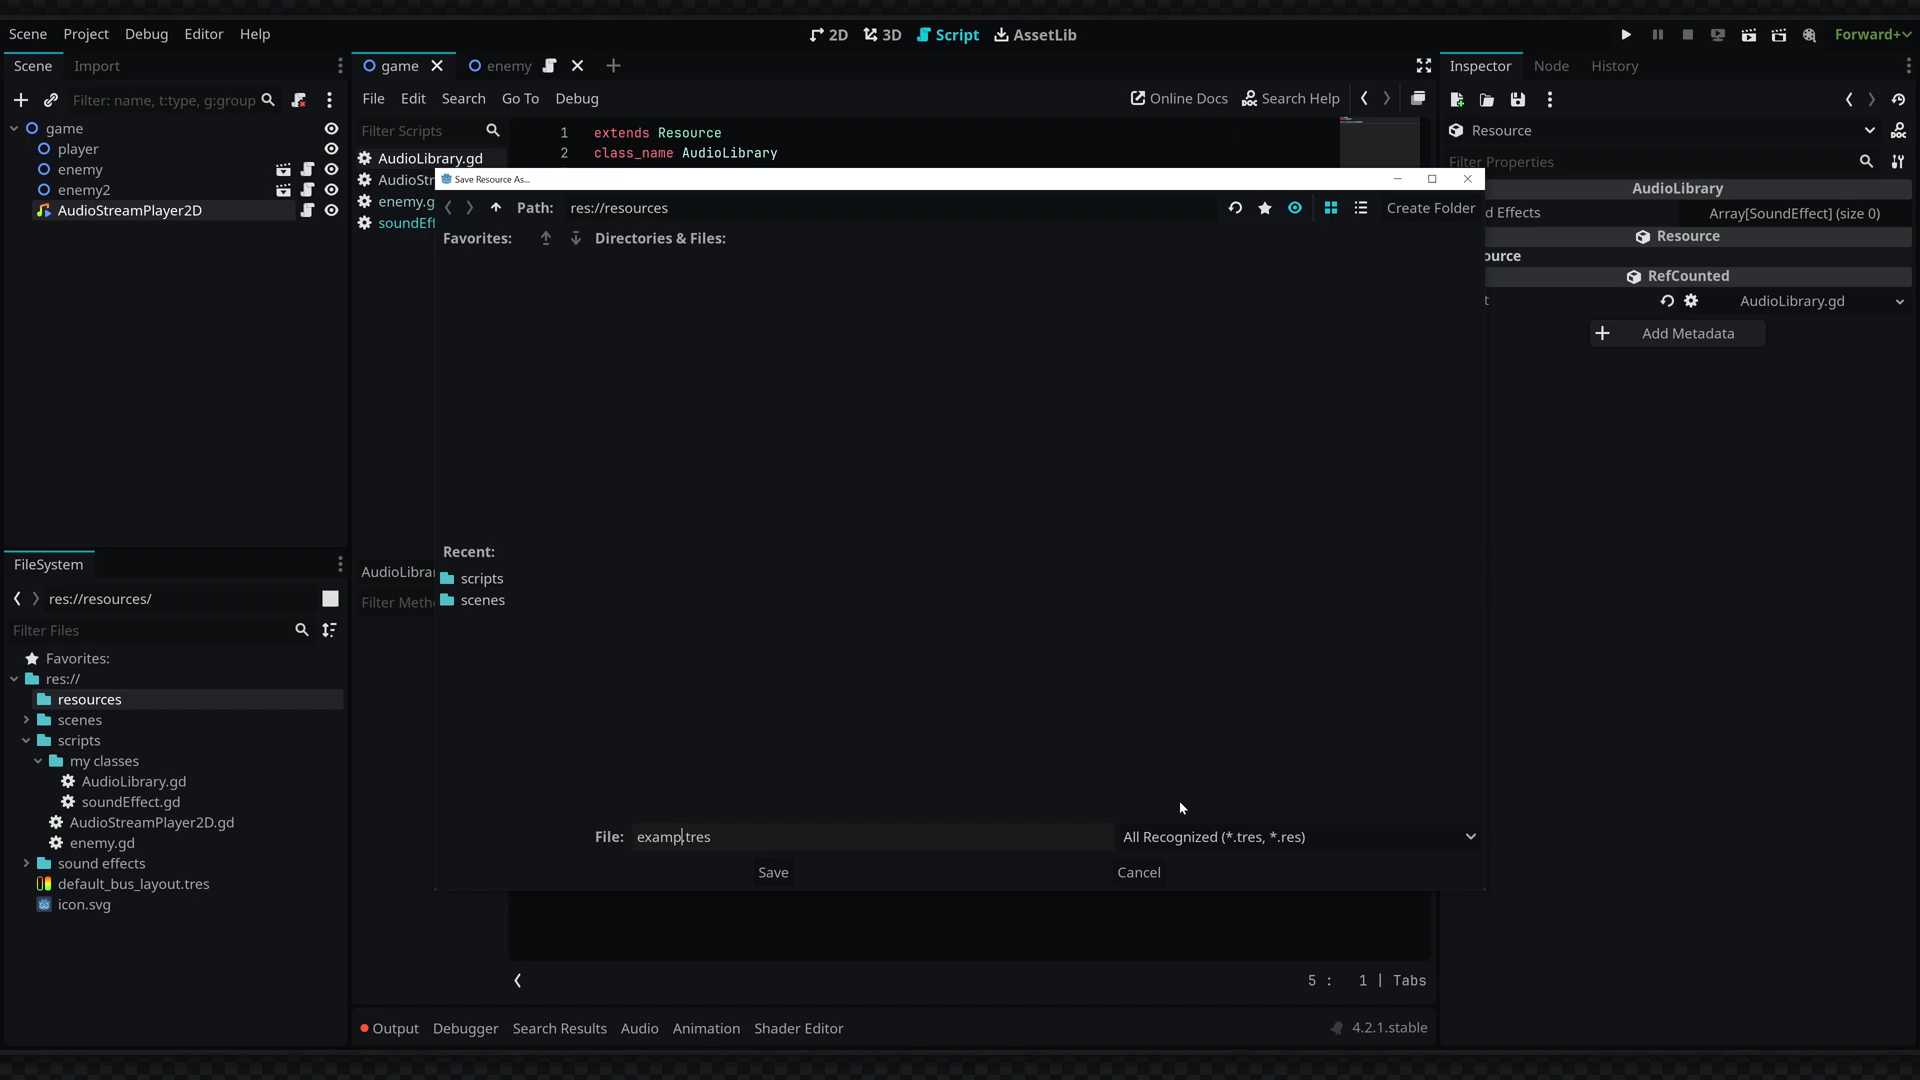 Scene Project Debug Editor Help
2D 3D Script AssetLib
Forward+
Scene Import
game enemy
Inspector Node History
Filter: name, t:type, g:group
File Edit Search Go To Debug
Online Docs Search Help
game
player
enemy
enemy2
AudioStreamPlayer2D
Filter Scripts
AudioLibrary.gd
AudioStr
enemy.g
soundEff
1 extends Resource
2 class_name AudioLibrary
Resource
Filter Properties
AudioLibrary
d Effects Array[SoundEffect] (size 0)
Resource
ource
RefCounted
t AudioLibrary.gd
Add Metadata
Save Resource As...
Path: res://resources
Create Folder
Favorites: Directories & Files:
Recent:
scripts
scenes
File: examp.tres All Recognized (*.tres, *.res)
Save Cancel
AudioLibrar
Filter Meth
FileSystem
res://resources/
Filter Files
Favorites:
res://
resources
scenes
scripts
my classes
AudioLibrary.gd
soundEffect.gd
AudioStreamPlayer2D.gd
enemy.gd
sound effects
default_bus_layout.tres
icon.svg
5 : 1 | Tabs
Output Debugger Search Results Audio Animation Shader Editor
4.2.1.stable